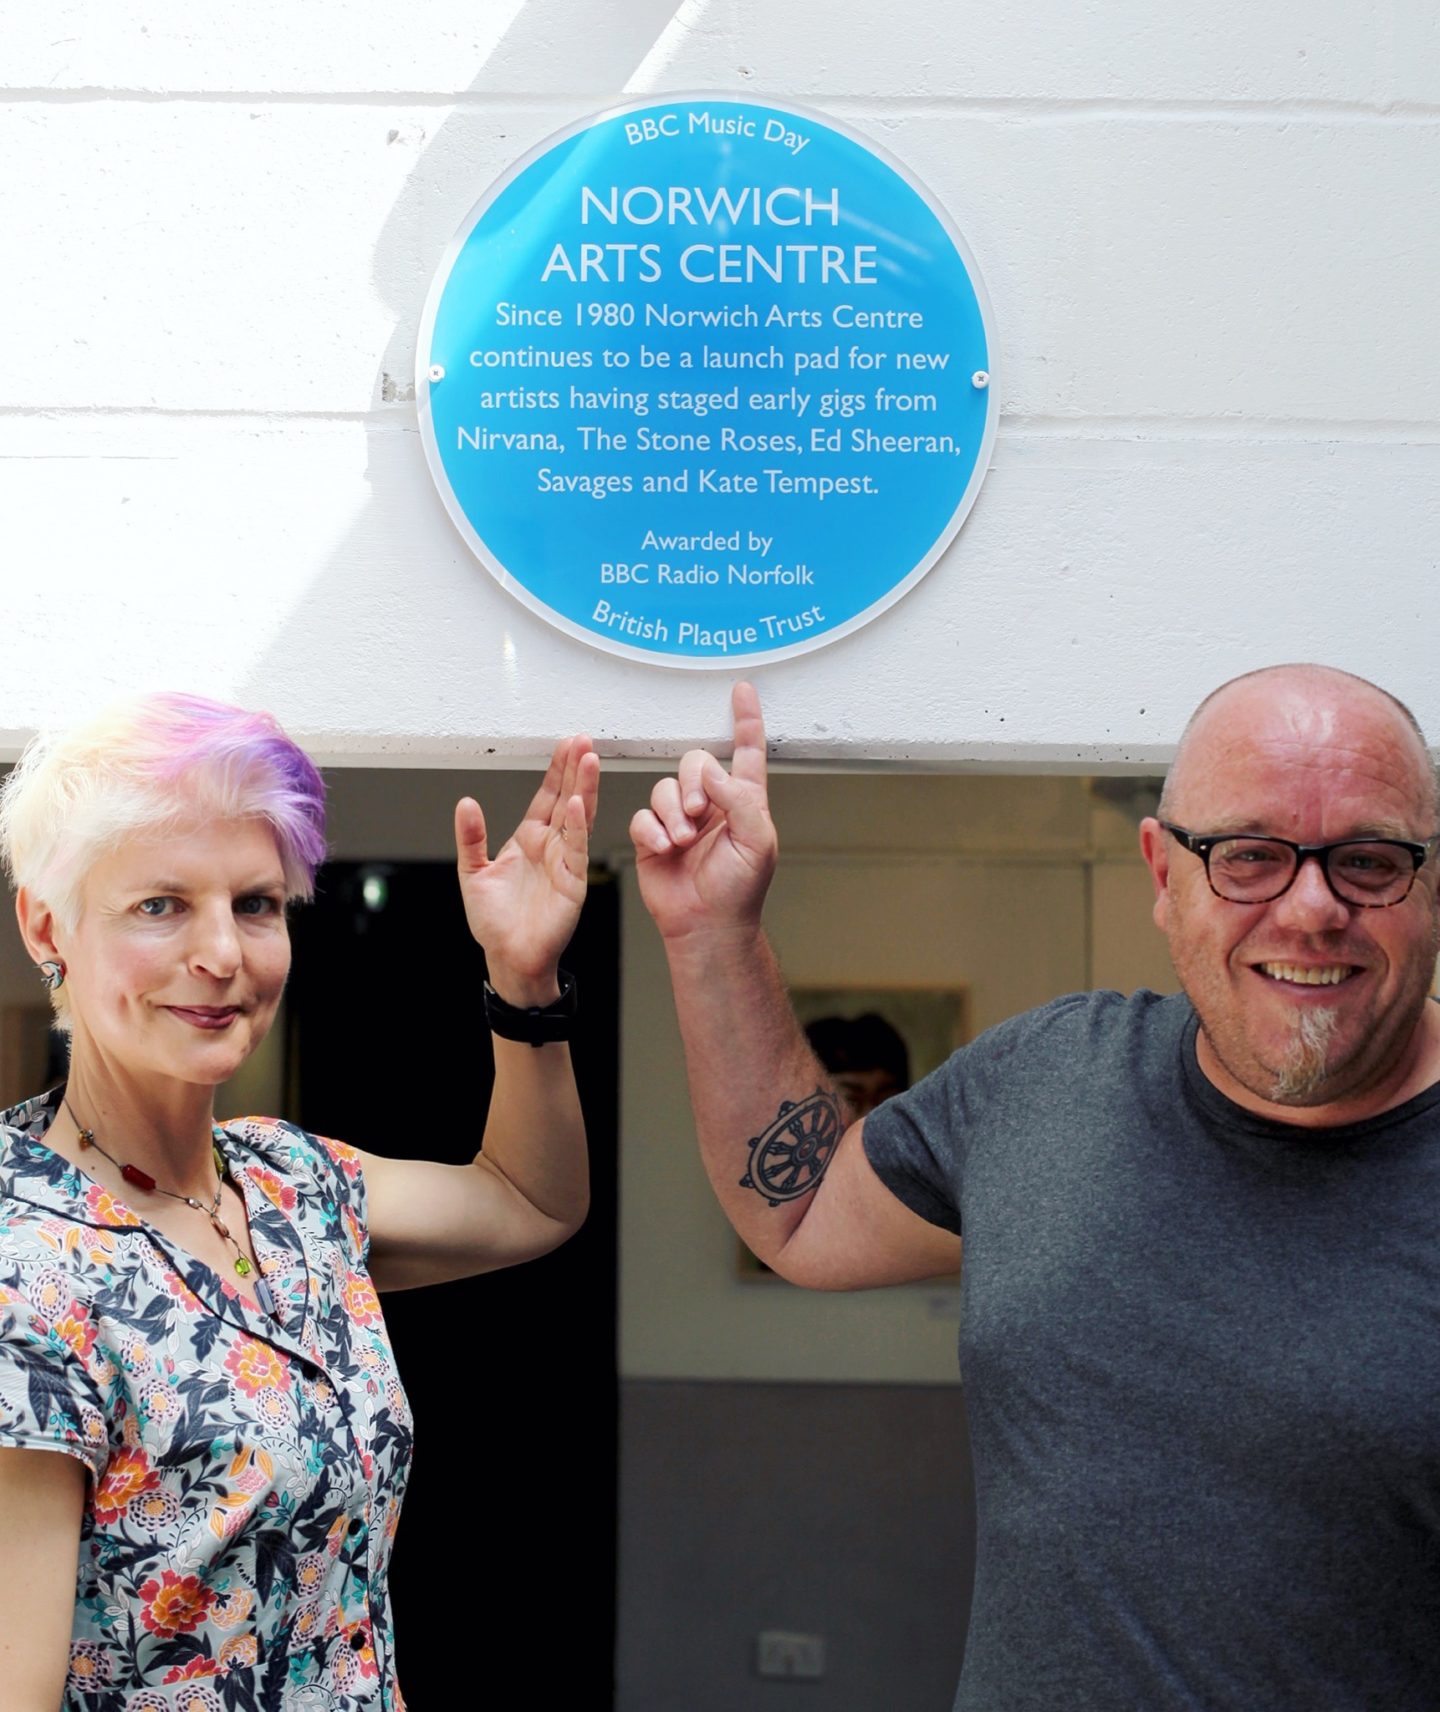 BBC Music Day
NORWICH
ARTS CENTRE
Since 1980 Norwich Arts Centre
continues to be a launch pad for new
artists having staged early gigs from
Nirvana, The Stone Roses, Ed Sheeran,
Savages and Kate Tempest.
Awarded by
BBC Radio Norfolk
British Plaque Trust